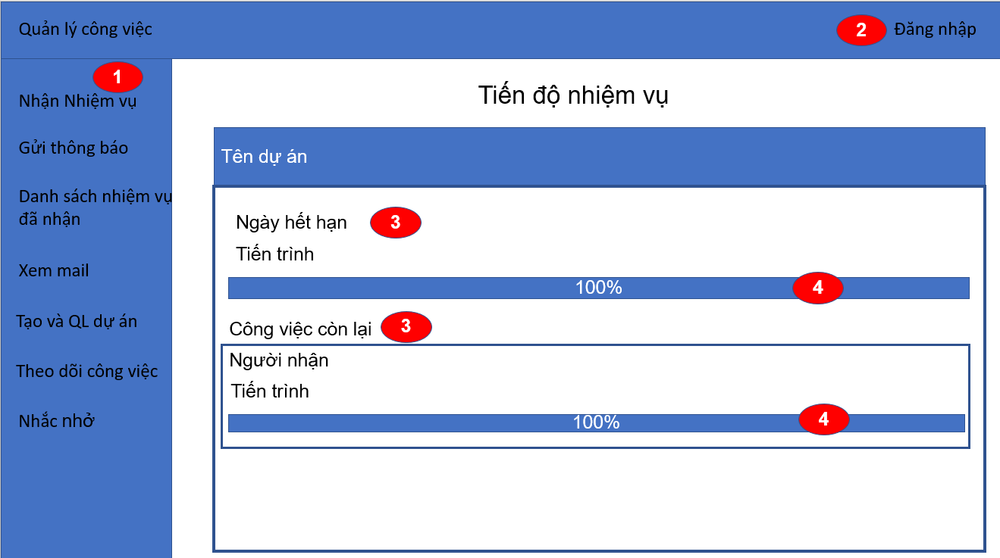 Quản lý công việc
2 Đăng nhập
1
Nhận Nhiệm vụ
Gửi thông báo
Danh sách nhiệm vụ
đã nhận
Xem mail
Tạo và QL dự án
Theo dõi công việc
Nhắc nhở
Tiến độ nhiệm vụ
Tên dự án
Ngày hết hạn 3
Tiến trình
100% 4
Công việc còn lại 3
Người nhận
Tiến trình
100% 4